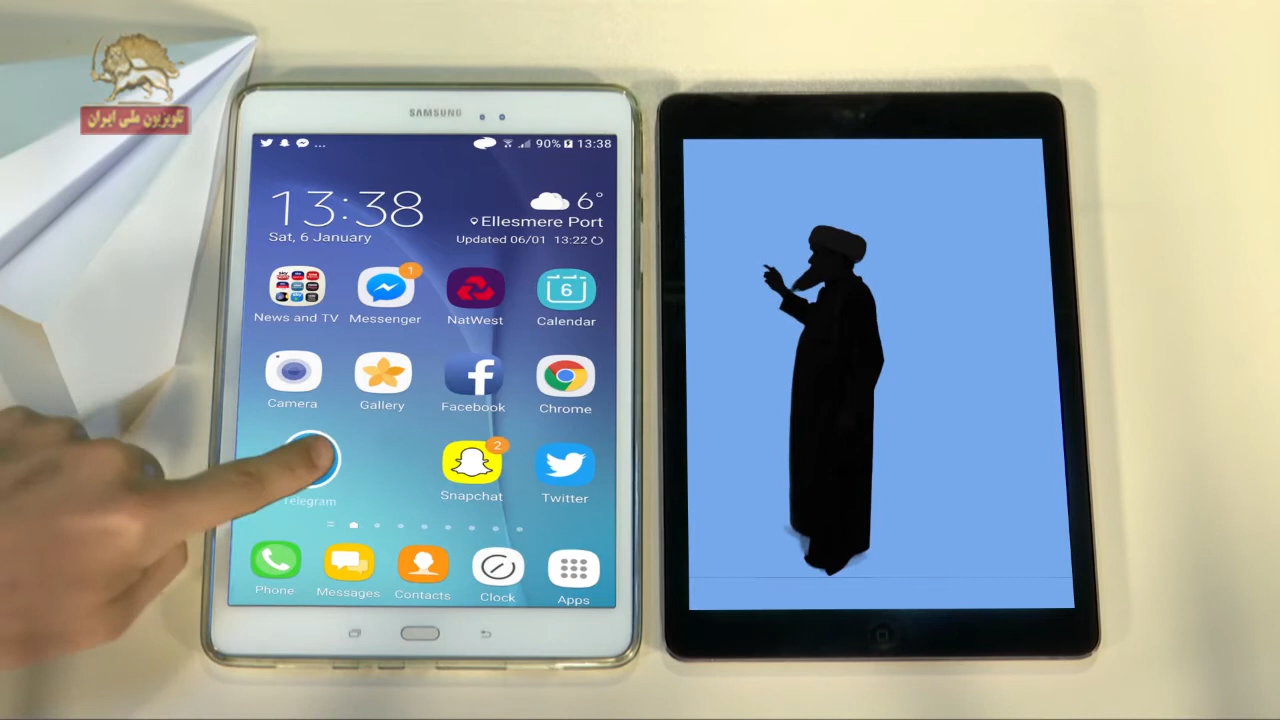 تلویزیون ملی ایران
SAMSUNG
... 90% 13:38
13:38
6°
Ellesmere Port
Sat, 6 January
Updated 06/01 13:22
1
6
News and TV
Messenger
NatWest
Calendar
Camera
Gallery
Facebook
Chrome
2
Telegram
Snapchat
Twitter
Phone
Messages
Contacts
Clock
Apps